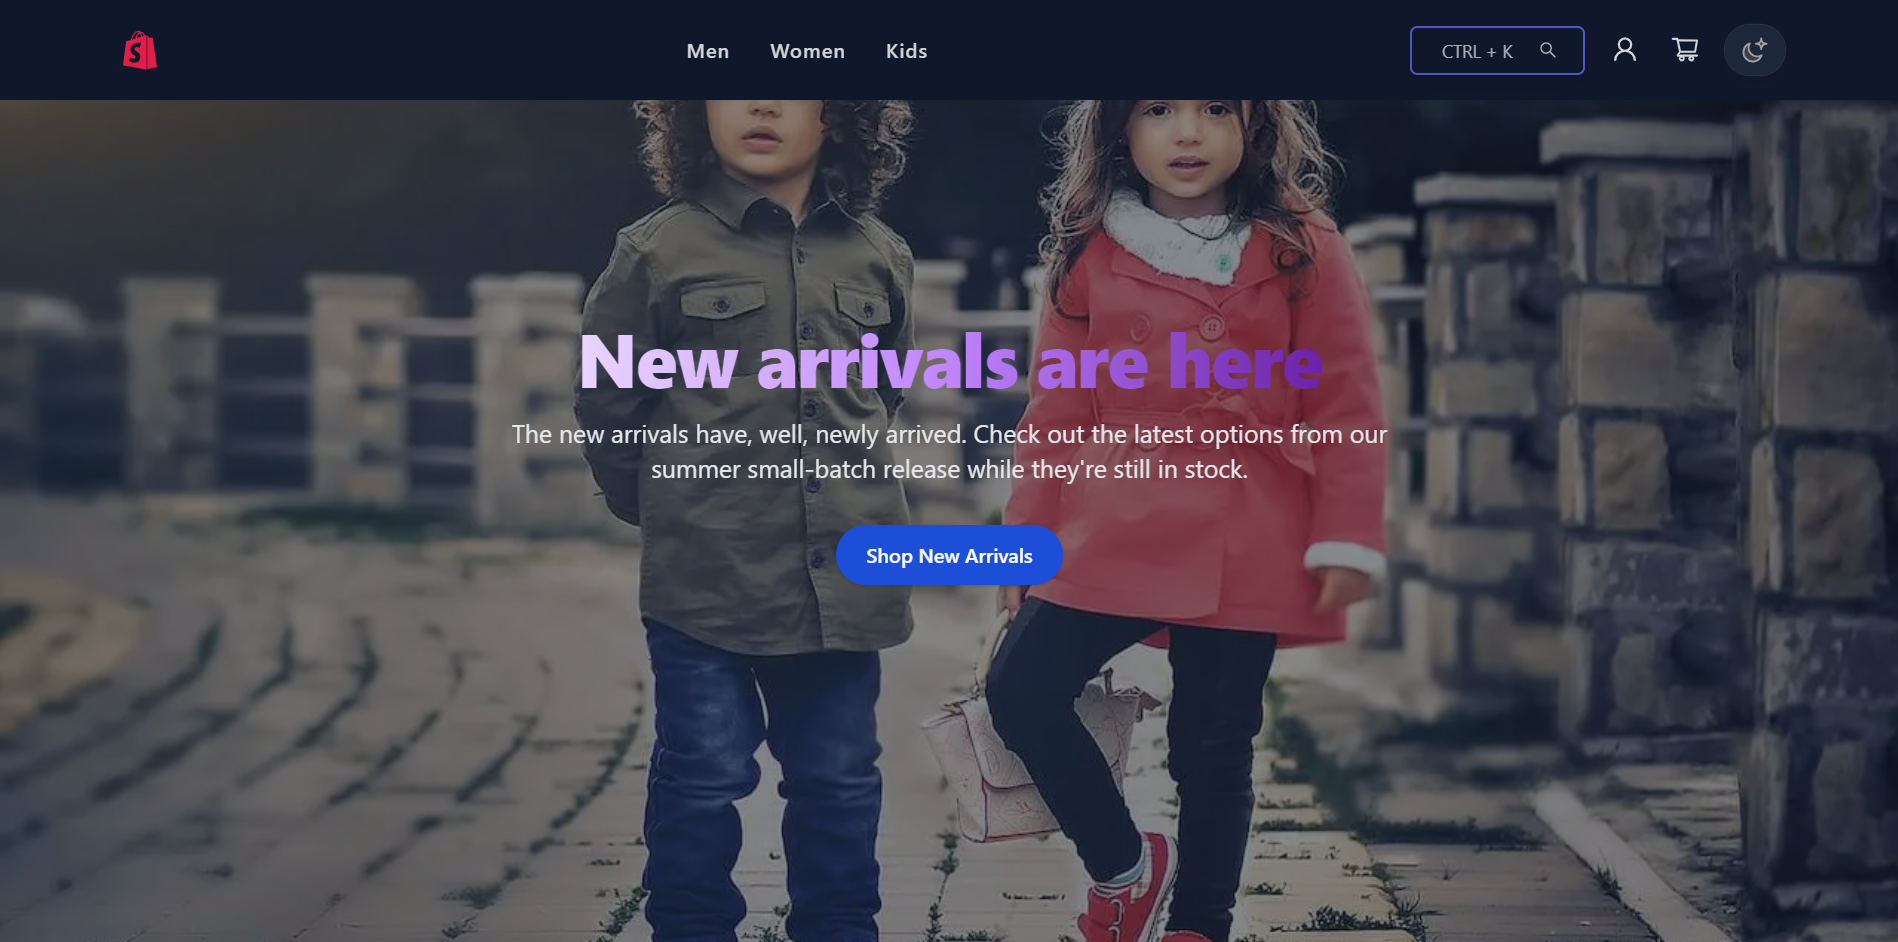 S
Men Women Kids
CTRL + K
New arrivals are here
The new arrivals have, well, newly arrived. Check out the latest options from our
summer small-batch release while they're still in stock.
Shop New Arrivals